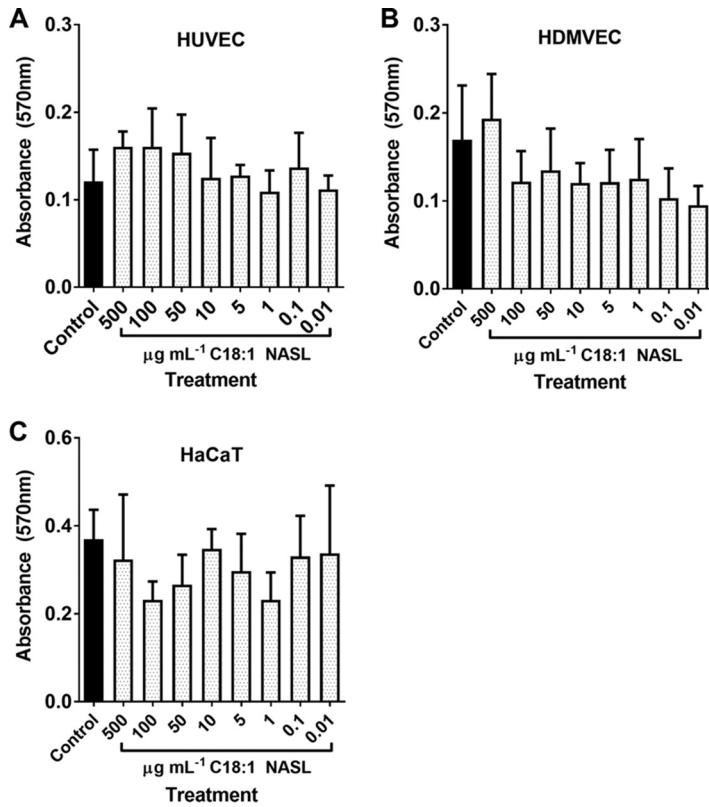 A
HUVEC
Absorbance (570nm)
0.3
0.2
0.1
0.0
Control
500
100
50
10
5
1
0.1
0.01
μg mL⁻¹ C18:1 NASL
Treatment
B
HDMVEC
Absorbance (570nm)
0.3
0.2
0.1
0.0
Control
500
100
50
10
5
1
0.1
0.01
μg mL⁻¹ C18:1 NASL
Treatment
C
HaCaT
Absorbance (570nm)
0.6
0.4
0.2
0.0
Control
500
100
50
10
5
1
0.1
0.01
μg mL⁻¹ C18:1 NASL
Treatment